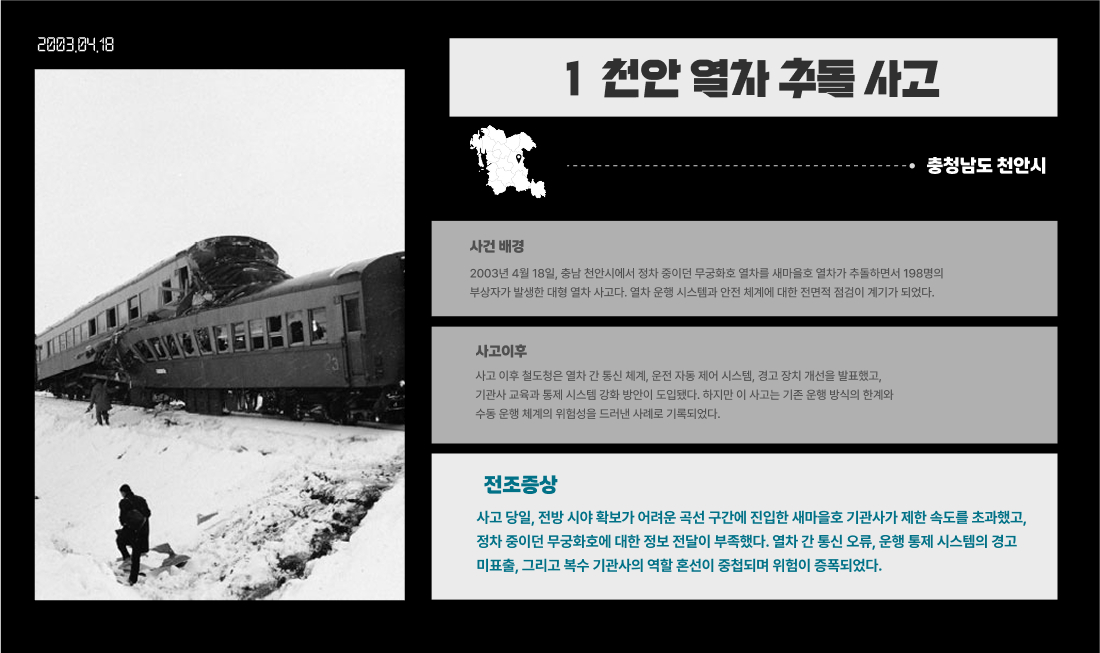 2003.04.18
1 천안 열차 추돌 사고
충청남도 천안시
사건 배경
2003년 4월 18일, 충남 천안시에서 정차 중이던 무궁화호 열차를 새마을호 열차가 추돌하면서 198명의
부상자가 발생한 대형 열차 사고다. 열차 운행 시스템과 안전 체계에 대한 전면적 점검이 계기가 되었다.
사고이후
사고 이후 철도청은 열차 간 통신 체계, 운전 자동 제어 시스템, 경고 장치 개선을 발표했고,
기관사 교육과 통제 시스템 강화 방안이 도입됐다. 하지만 이 사고는 기존 운행 방식의 한계와
수동 운행 체계의 위험성을 드러낸 사례로 기록되었다.
전조증상
사고 당일, 전방 시야 확보가 어려운 곡선 구간에 진입한 새마을호 기관사가 제한 속도를 초과했고,
정차 중이던 무궁화호에 대한 정보 전달이 부족했다. 열차 간 통신 오류, 운행 통제 시스템의 경고
미표출, 그리고 복수 기관사의 역할 혼선이 중첩되며 위험이 증폭되었다.